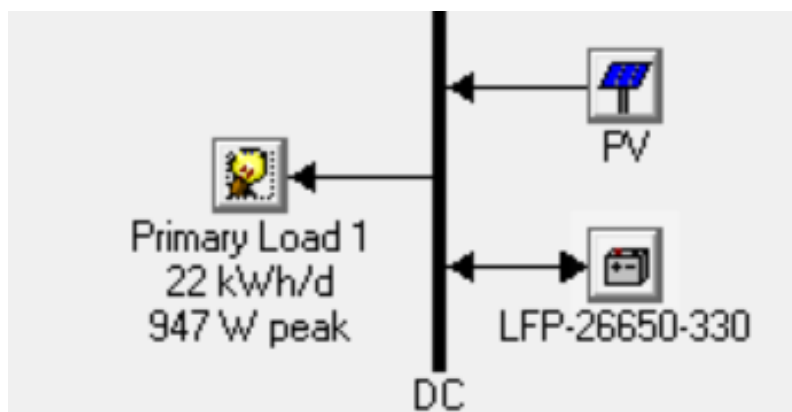 PV
Primary Load 1
22 kWh/d
947 W peak
LFP-26650-330
DC